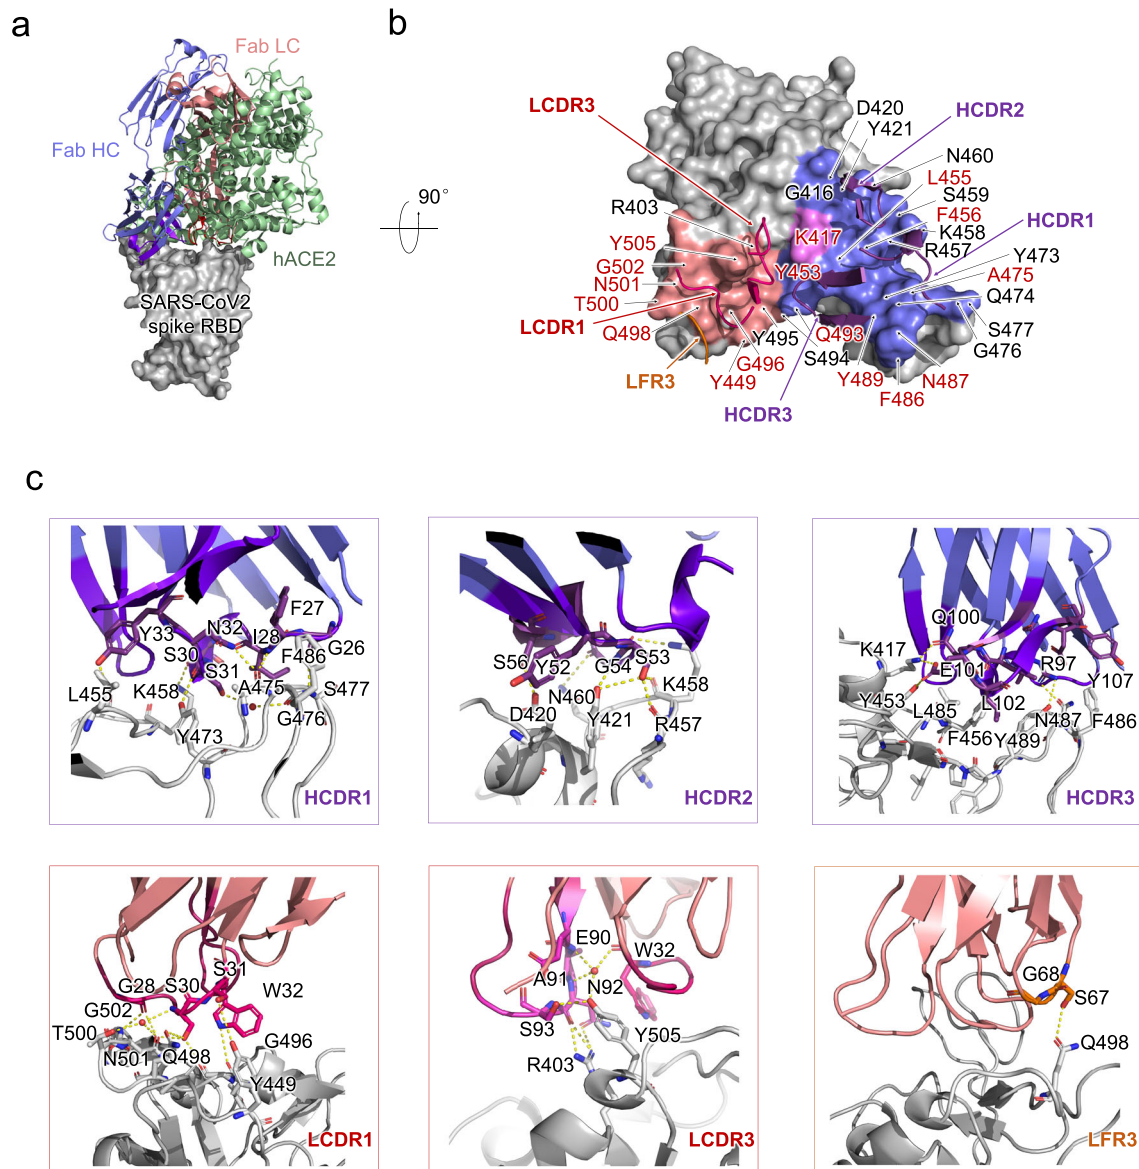 a
Fab LC
Fab HC
hACE2
SARS-CoV2
spike RBD
90°
b
LCDR3
D420
Y421
HCDR2
N460
L455
S459
F456
K458
R457
HCDR1
G416
R403
K417
Y505
Y453
G502
N501
T500
Q498
LCDR1
Y473
A475
Q474
S477
G476
Y495
Q493
S494
G496
Y449
LFR3
Y489
N487
F486
HCDR3
c
F27
N32
Y33
I28
G26
S30
F486
S31
A475
L455
K458
S477
G476
Y473
HCDR1
S56
Y52
S53
G54
K458
N460
D420
Y421
R457
HCDR2
Q100
K417
E101
R97
Y107
Y453
L102
L485
N487
F486
F456
Y489
HCDR3
S31
G28
S30
W32
G502
T500
N501
Q498
G496
Y449
LCDR1
E90
W32
A91
N92
S93
Y505
R403
LCDR3
G68
S67
Q498
LFR3